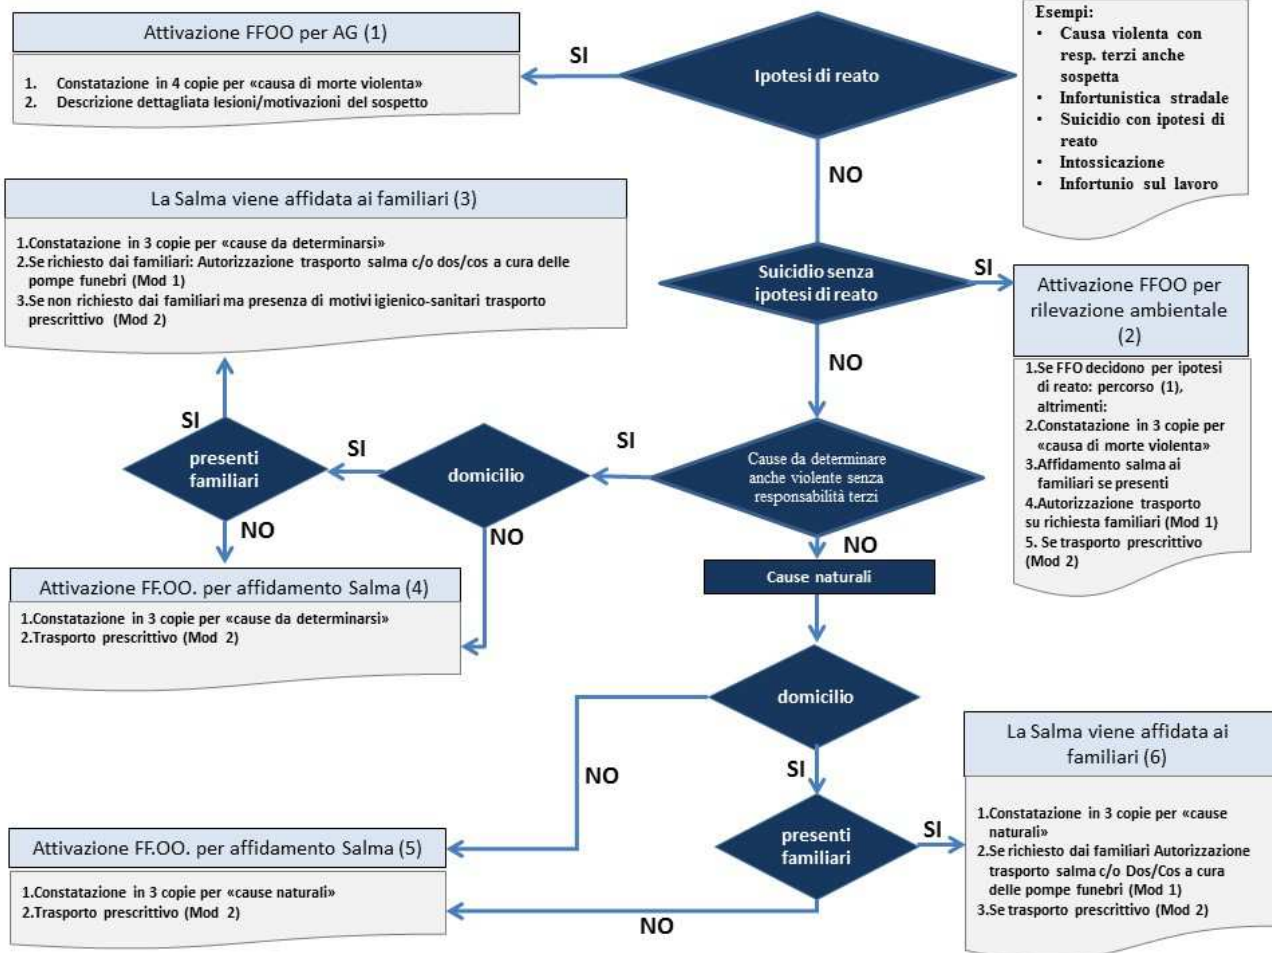 Attivazione FFOO per AG (1)
1. Constatazione in 4 copie per «causa di morte violenta»
2. Descrizione dettagliata lesioni/motivazioni del sospetto
SI
Ipotesi di reato
Esempi:
• Causa violenta con
resp. terzi anche
sospetta
• Infortunistica stradale
• Suicidio con ipotesi di
reato
• Intossicazione
• Infortunio sul lavoro
NO
La Salma viene affidata ai familiari (3)
1.Constatazione in 3 copie per «cause da determinarsi»
2.Se richiesto dai familiari: Autorizzazione trasporto salma c/o dos/cos a cura delle
pompe funebri (Mod 1)
3.Se non richiesto dai familiari ma presenza di motivi igienico-sanitari trasporto
prescrittivo (Mod 2)
Suicidio senza
ipotesi di reato
SI
Attivazione FFOO per
rilevazione ambientale
(2)
1.Se FFO decidono per ipotesi
di reato: percorso (1),
altrimenti:
2.Constatazione in 3 copie per
«causa di morte violenta»
3.Affidamento salma ai
familiari se presenti
4.Autorizzazione trasporto
su richiesta familiari (Mod 1)
5. Se trasporto prescrittivo
(Mod 2)
NO
SI
presenti
familiari
SI
domicilio
SI
Cause da determinare
anche violente senza
responsabilità terzi
NO
NO
NO
Cause naturali
Attivazione FF.OO. per affidamento Salma (4)
1.Constatazione in 3 copie per «cause da determinarsi»
2.Trasporto prescrittivo (Mod 2)
domicilio
NO
SI
La Salma viene affidata ai
familiari (6)
1.Constatazione in 3 copie per «cause
naturali»
2.Se richiesto dai familiari Autorizzazione
trasporto salma c/o Dos/Cos a cura
delle pompe funebri (Mod 1)
3.Se trasporto prescrittivo (Mod 2)
presenti
familiari
SI
Attivazione FF.OO. per affidamento Salma (5)
1.Constatazione in 3 copie per «cause naturali»
2.Trasporto prescrittivo (Mod 2)
NO